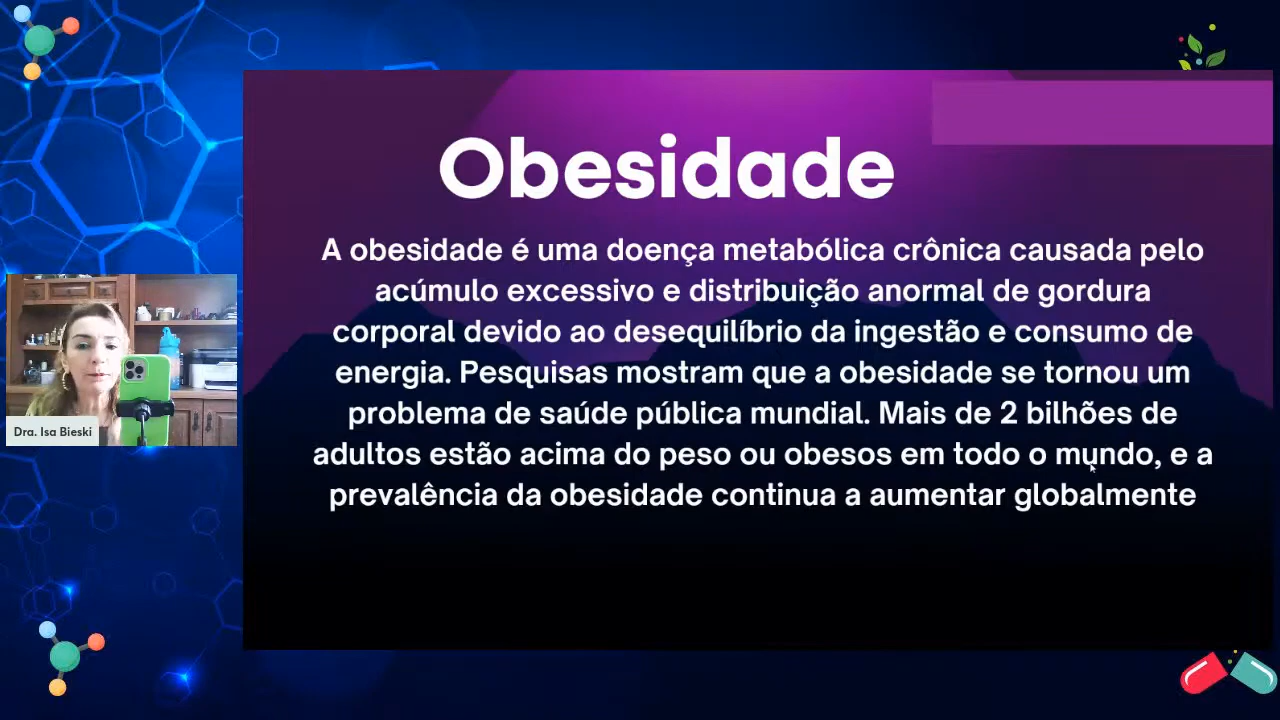 Obesidade
A obesidade é uma doença metabólica crônica causada pelo
acúmulo excessivo e distribuição anormal de gordura
corporal devido ao desequilíbrio da ingestão e consumo de
energia. Pesquisas mostram que a obesidade se tornou um
problema de saúde pública mundial. Mais de 2 bilhões de
adultos estão acima do peso ou obesos em todo o mundo, e a
prevalência da obesidade continua a aumentar globalmente
Dra. Isa Bieski